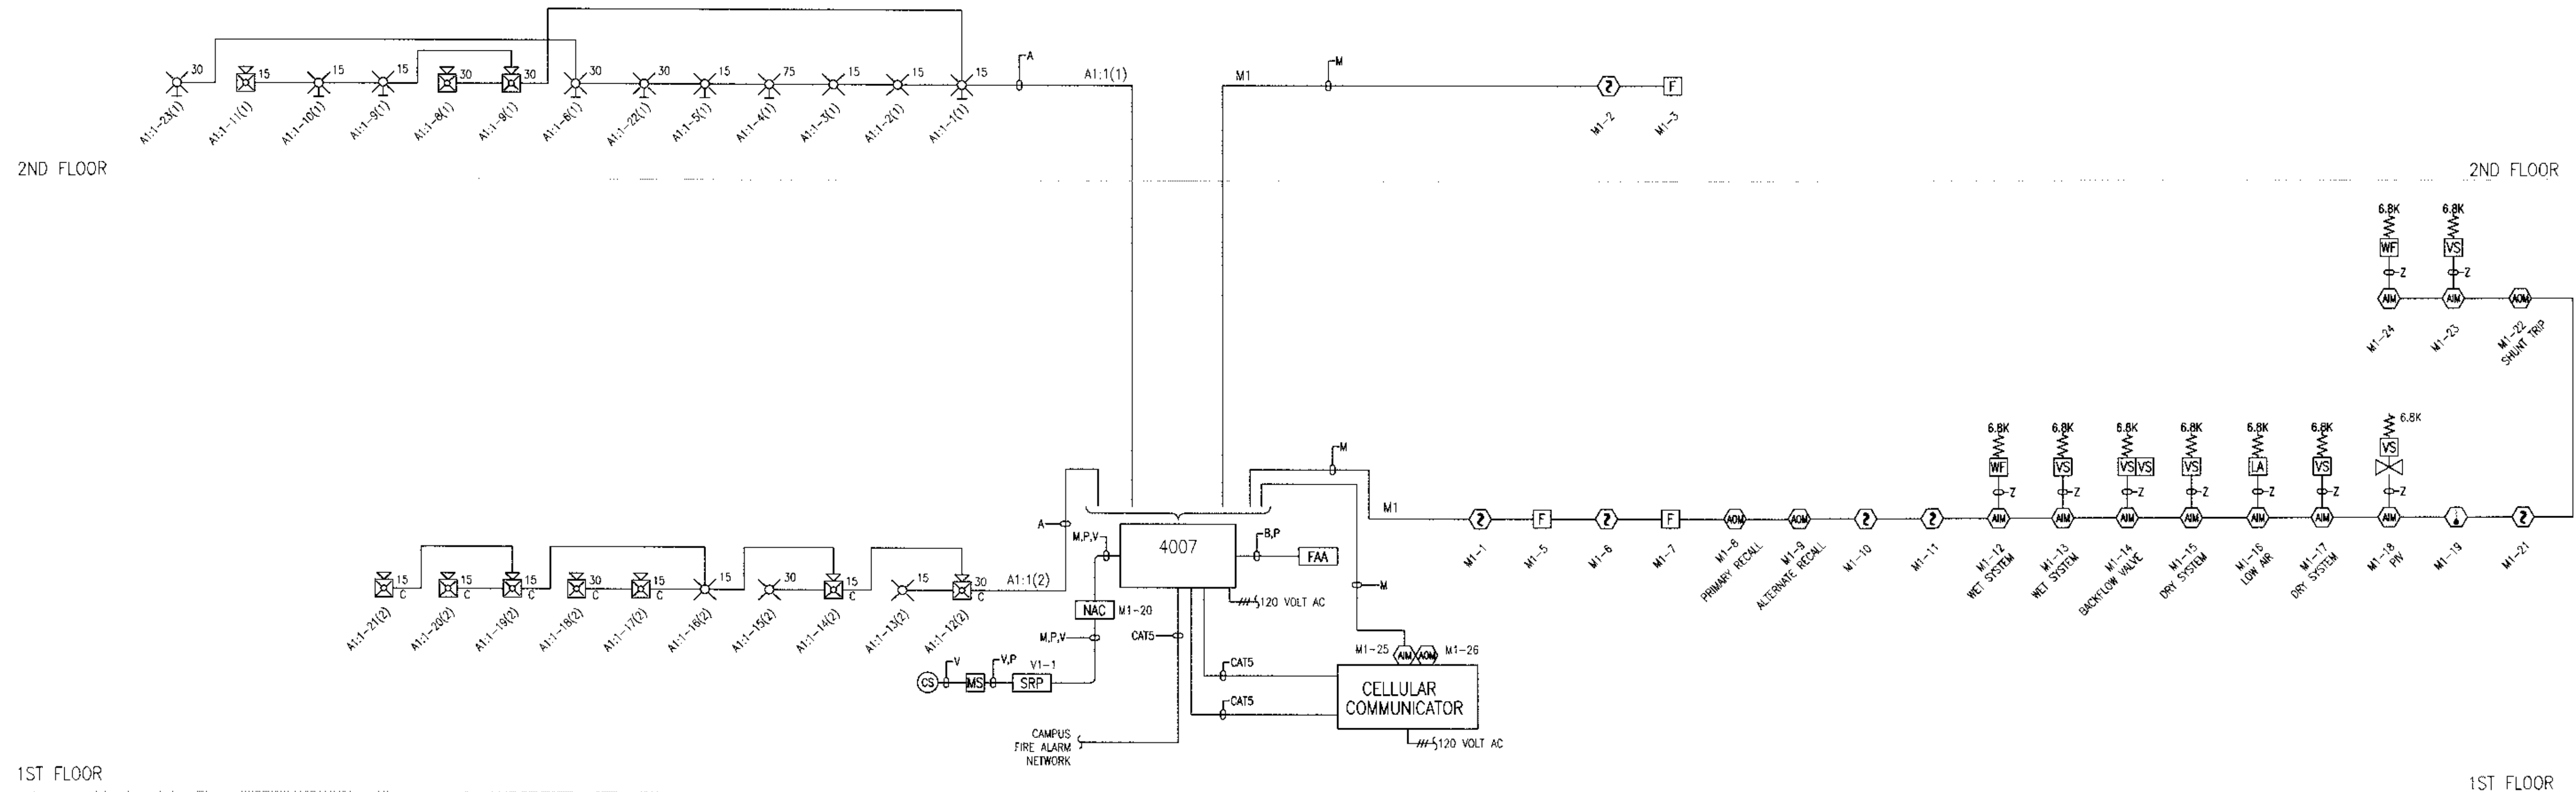 A
M
A1:1(1)
M1
30
15
15
15
30
30
30
30
15
75
15
15
15
F
A1:1-23(1)
A1:1-11(1)
A1:1-10(1)
A1:1-9(1)
A1:1-8(1)
A1:1-9(1)
A1:1-6(1)
A1:1-22(1)
A1:1-5(1)
A1:1-4(1)
A1:1-3(1)
A1:1-2(1)
A1:1-1(1)
M1-2
M1-3
2ND FLOOR
2ND FLOOR
6.8K
6.8K
WF
VS
Z
Z
AIM
AIM
AOM
M1-24
M1-23
M1-22
SHUNT TRIP
M
6.8K
6.8K
6.8K
6.8K
6.8K
6.8K
6.8K
WF
VS
VS VS
VS
LA
VS
VS
Z
Z
Z
Z
Z
Z
Z
M1
F
F
AOM
AOM
AIM
AIM
AIM
AIM
AIM
AIM
AIM
M1-1
M1-5
M1-6
M1-7
M1-8
PRIMARY RECALL
M1-9
ALTERNATE RECALL
M1-10
M1-11
M1-12
WET SYSTEM
M1-13
WET SYSTEM
M1-14
BACKFLOW VALVE
M1-15
DRY SYSTEM
M1-16
LOW AIR
M1-17
DRY SYSTEM
M1-18
PIV
M1-19
M1-21
A
M,P,V
4007
B,P
FAA
M
15
C
15
C
15
C
30
C
15
C
15
30
15
C
15
30
C
A1:1(2)
A1:1-21(2)
A1:1-20(2)
A1:1-19(2)
A1:1-18(2)
A1:1-17(2)
A1:1-16(2)
A1:1-15(2)
A1:1-14(2)
A1:1-13(2)
A1:1-12(2)
NAC
M1-20
120 VOLT AC
M,P,V
CAT5
V
V,P
V1-1
CS
MS
SRP
CAT5
CAT5
M1-25
AIM
AOM
M1-26
CELLULAR
COMMUNICATOR
120 VOLT AC
CAMPUS
FIRE ALARM
NETWORK
1ST FLOOR
1ST FLOOR